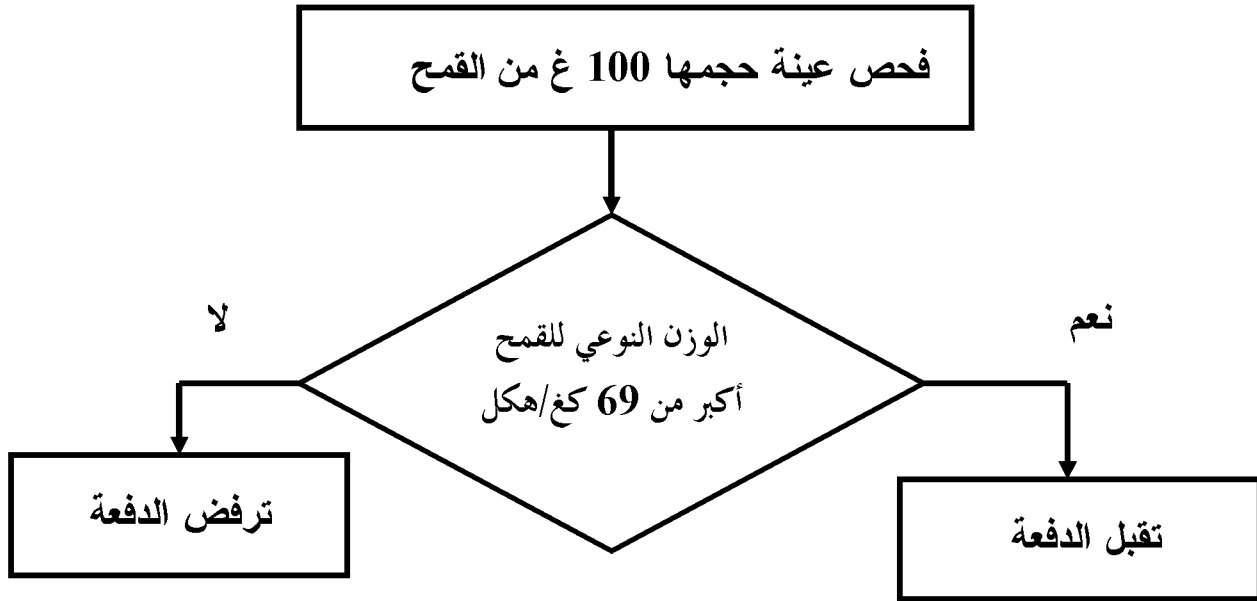 فحص عينة حجمها 100 غ من القمح
نعم
لا
الوزن النوعي للقمح
أكبر من 69 كغ/هكل
تقبل الدفعة
ترفض الدفعة